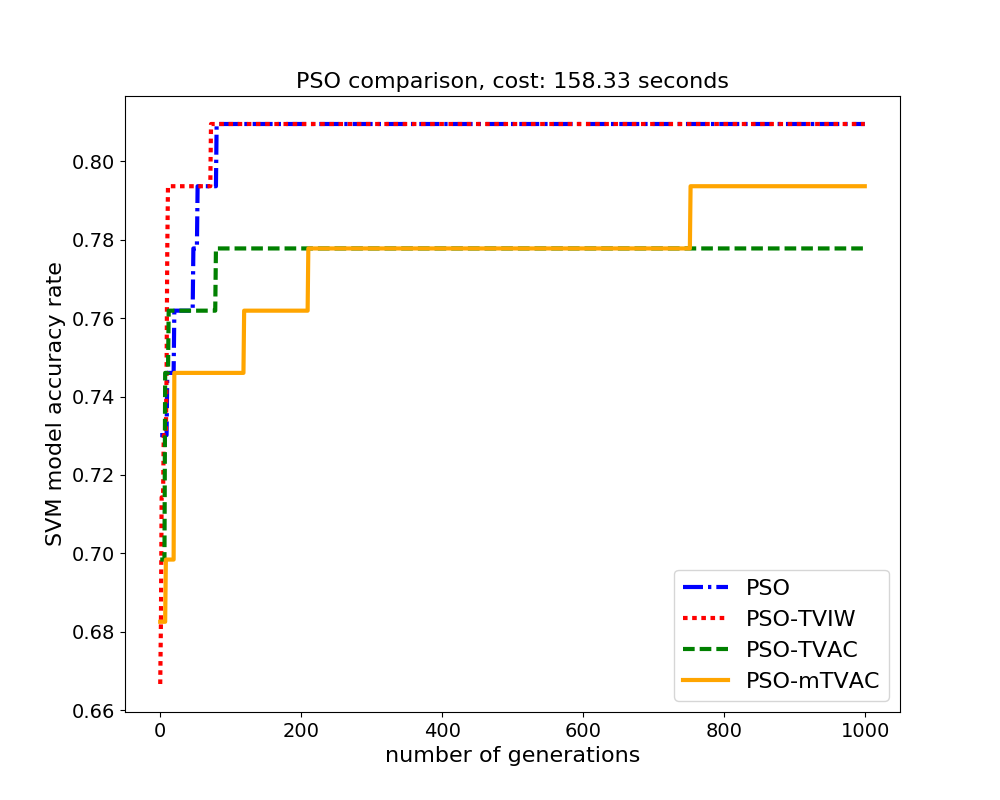 PSO comparison, cost: 158.33 seconds
SVM model accuracy rate
0.80
0.78
0.76
0.74
0.72
0.70
0.68
0.66
0 200 400 600 800 1000
number of generations
PSO
PSO-TVIW
PSO-TVAC
PSO-mTVAC